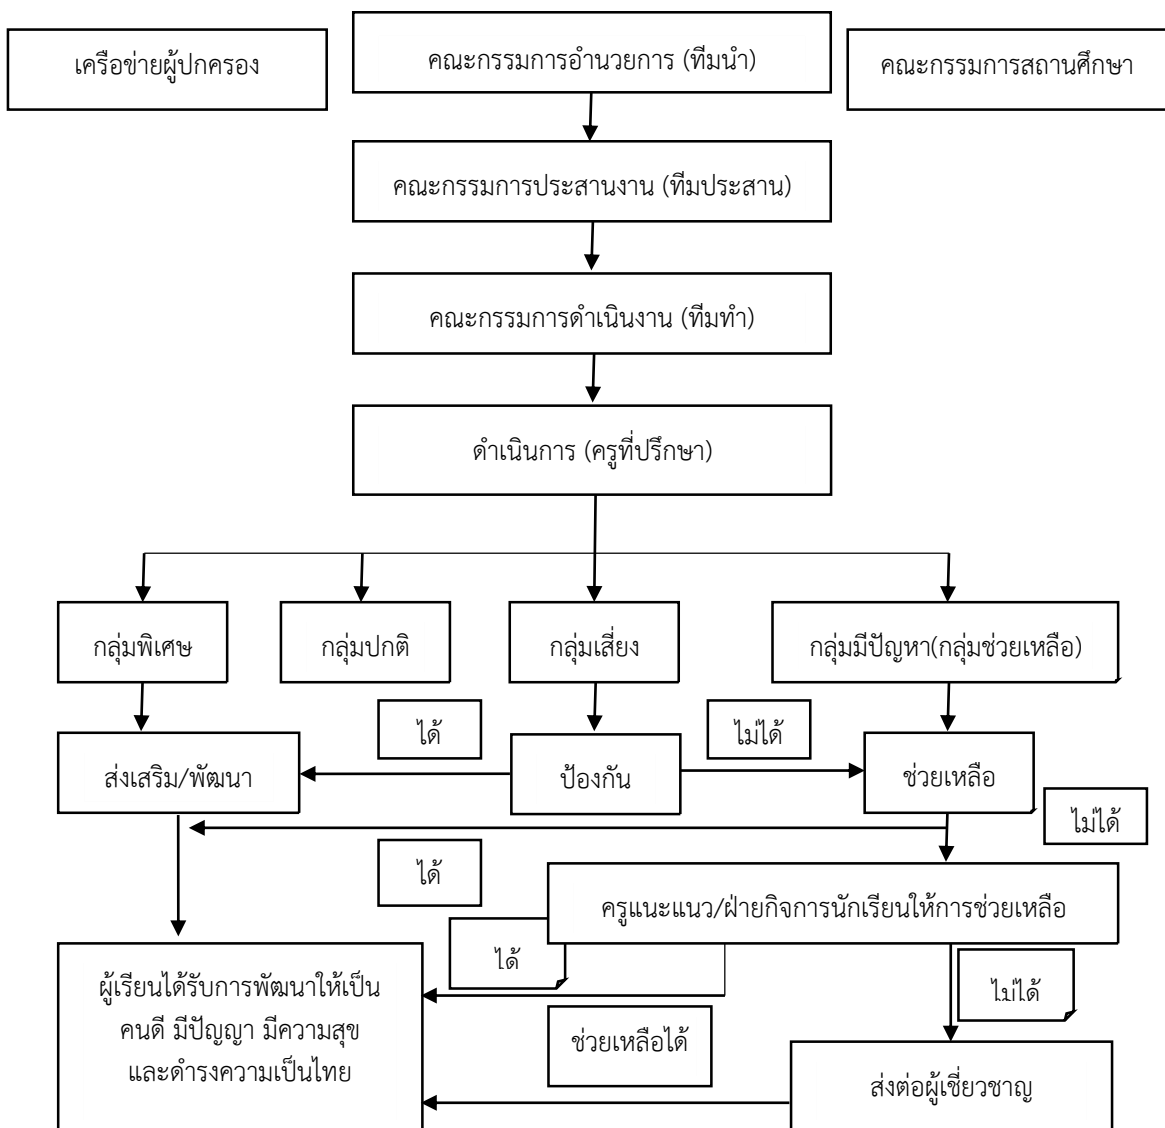 เครือข่ายผู้ปกครอง
คณะกรรมการอำนวยการ (ทีมนำ)
คณะกรรมการสถานศึกษา
คณะกรรมการประสานงาน (ทีมประสาน)
คณะกรรมการดำเนินงาน (ทีมทำ)
ดำเนินการ (ครูที่ปรึกษา)
กลุ่มพิเศษ
กลุ่มปกติ
กลุ่มเสี่ยง
กลุ่มมีปัญหา(กลุ่มช่วยเหลือ)
ได้
ไม่ได้
ส่งเสริม/พัฒนา
ป้องกัน
ช่วยเหลือ
ไม่ได้
ได้
ครูแนะแนว/ฝ่ายกิจการนักเรียนให้การช่วยเหลือ
ได้
ไม่ได้
ผู้เรียนได้รับการพัฒนาให้เป็น
คนดี มีปัญญา มีความสุข
และดำรงความเป็นไทย
ช่วยเหลือได้
ส่งต่อผู้เชี่ยวชาญ